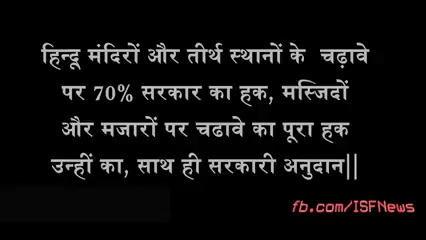 हिन्दू मंदिरों और तीर्थ स्थानों के चढ़ावे
पर 70% सरकार का हक, मस्जिदों
और मजारों पर चढावे का पूरा हक
उन्हीं का, साथ ही सरकारी अनुदान||
fb.com/ISFNews